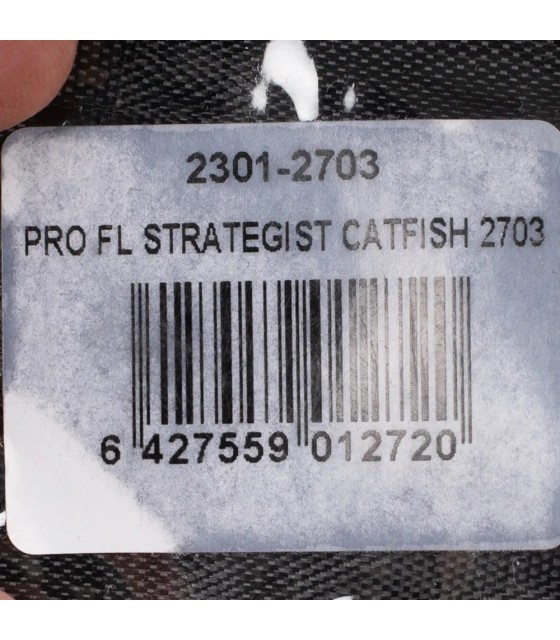 2301-2703
PRO FL STRATEGIST CATFISH 2703
6 427559 012720